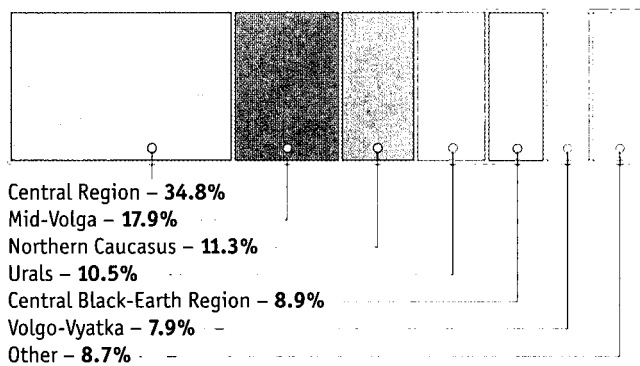 Central Region – 34.8%
Mid-Volga – 17.9%
Northern Caucasus – 11.3%
Urals – 10.5%
Central Black-Earth Region – 8.9%
Volgo-Vyatka – 7.9%
Other – 8.7%